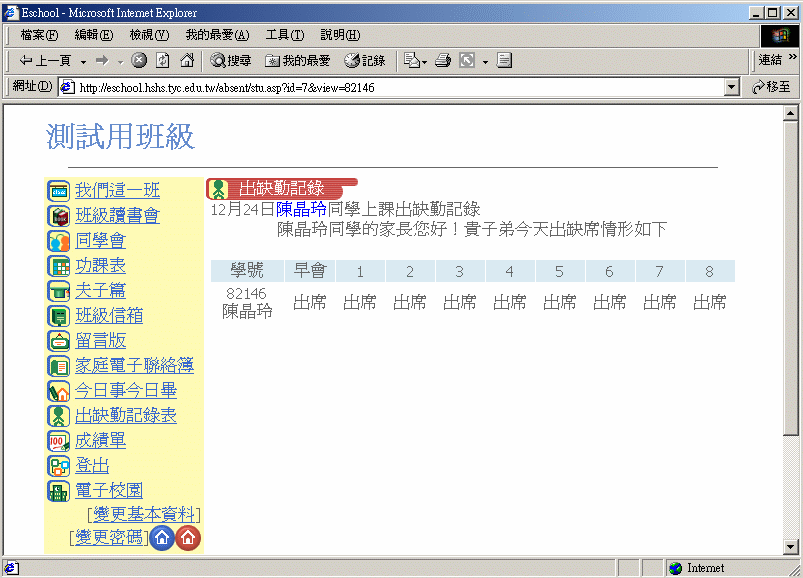 Eschool - Microsoft Internet Explorer
檔案(F) 編輯(E) 檢視(V) 我的最愛(A) 工具(T) 說明(H)
上一頁 搜尋 我的最愛 記錄 連結 »
網址(D) http://eschool.hshs.tyc.edu.tw/absent/stu.asp?id=7&view=82146 移至
測試用班級
我們這一班
班級讀書會
同學會
功課表
夫子篇
班級信箱
留言版
家庭電子聯絡簿
今日事今日畢
出缺勤記錄表
100 成績單
登出
電子校園
[變更基本資料]
[變更密碼]
出缺勤記錄
12月24日陳晶玲同學上課出缺勤記錄
陳晶玲同學的家長您好！貴子弟今天出缺席情形如下
學號 早會 1 2 3 4 5 6 7 8
82146
陳晶玲 出席 出席 出席 出席 出席 出席 出席 出席 出席
Internet